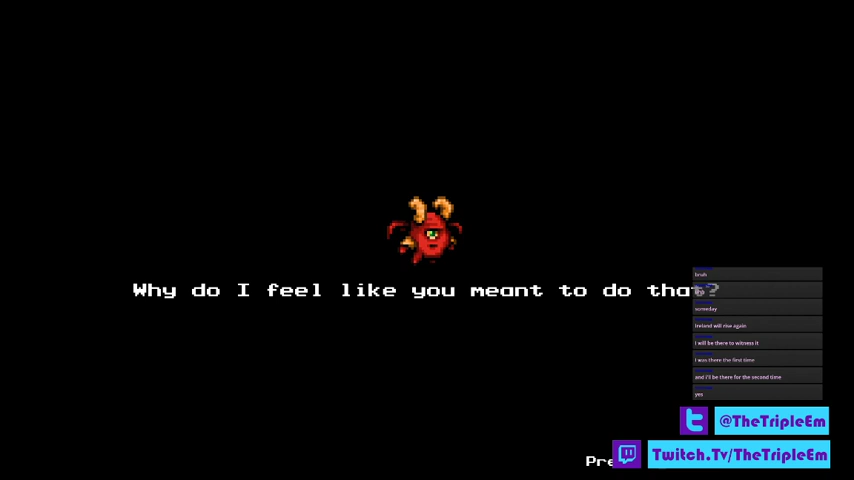 Why do I feel like you meant to do that?
bruh
someday
Ireland will rise again
I will be there to witness it
I was there the first time
and i'll be there for the second time
yes
@TheTripleEm
Pre
Twitch.Tv/TheTripleEm